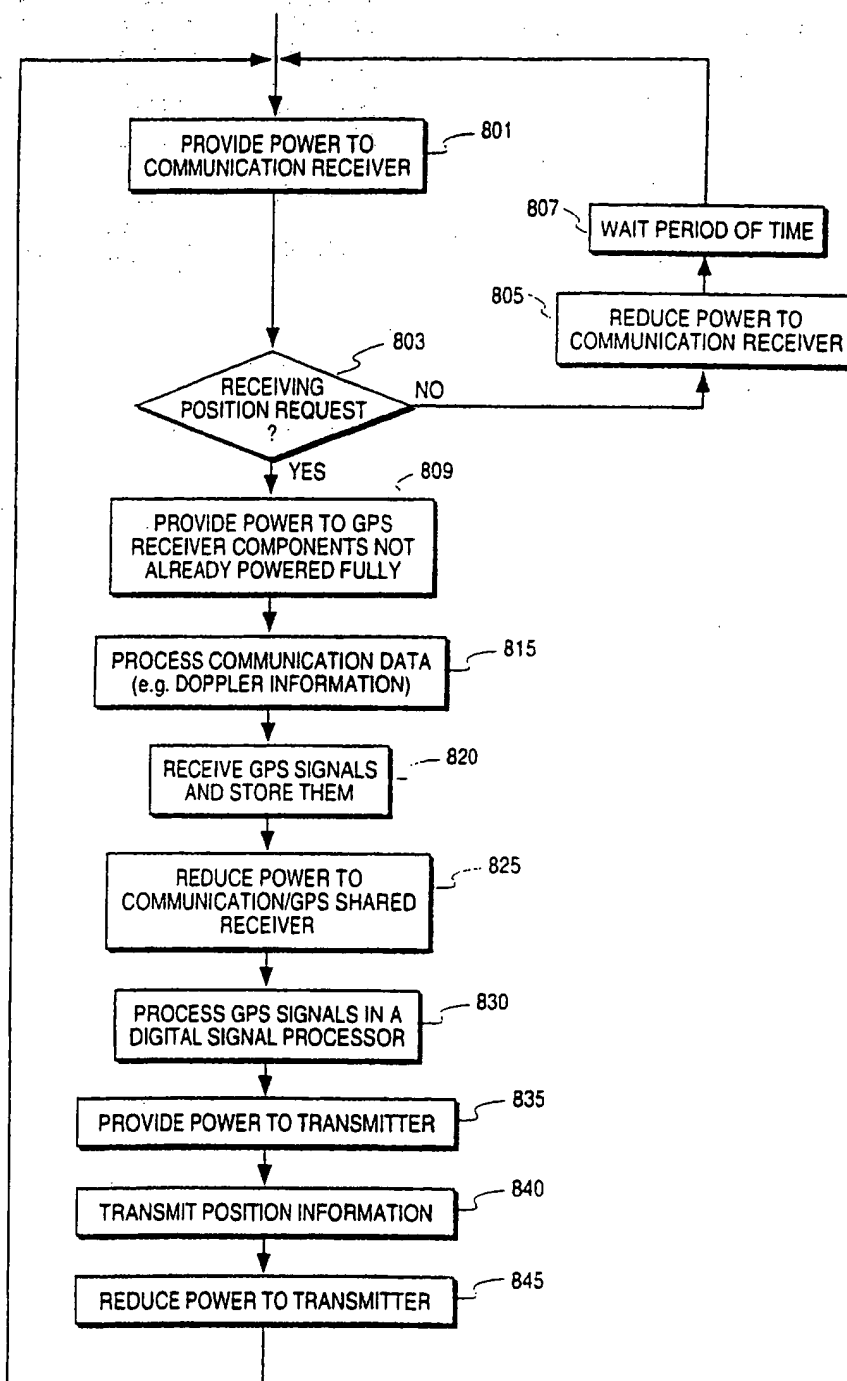 PROVIDE POWER TO
COMMUNICATION RECEIVER
801
807
WAIT PERIOD OF TIME
805
REDUCE POWER TO
COMMUNICATION RECEIVER
803
RECEIVING
POSITION REQUEST
?
NO
YES
809
PROVIDE POWER TO GPS
RECEIVER COMPONENTS NOT
ALREADY POWERED FULLY
PROCESS COMMUNICATION DATA
(e.g. DOPPLER INFORMATION)
815
RECEIVE GPS SIGNALS
AND STORE THEM
820
REDUCE POWER TO
COMMUNICATION/GPS SHARED
RECEIVER
825
PROCESS GPS SIGNALS IN A
DIGITAL SIGNAL PROCESSOR
830
PROVIDE POWER TO TRANSMITTER
835
TRANSMIT POSITION INFORMATION
840
REDUCE POWER TO TRANSMITTER
845